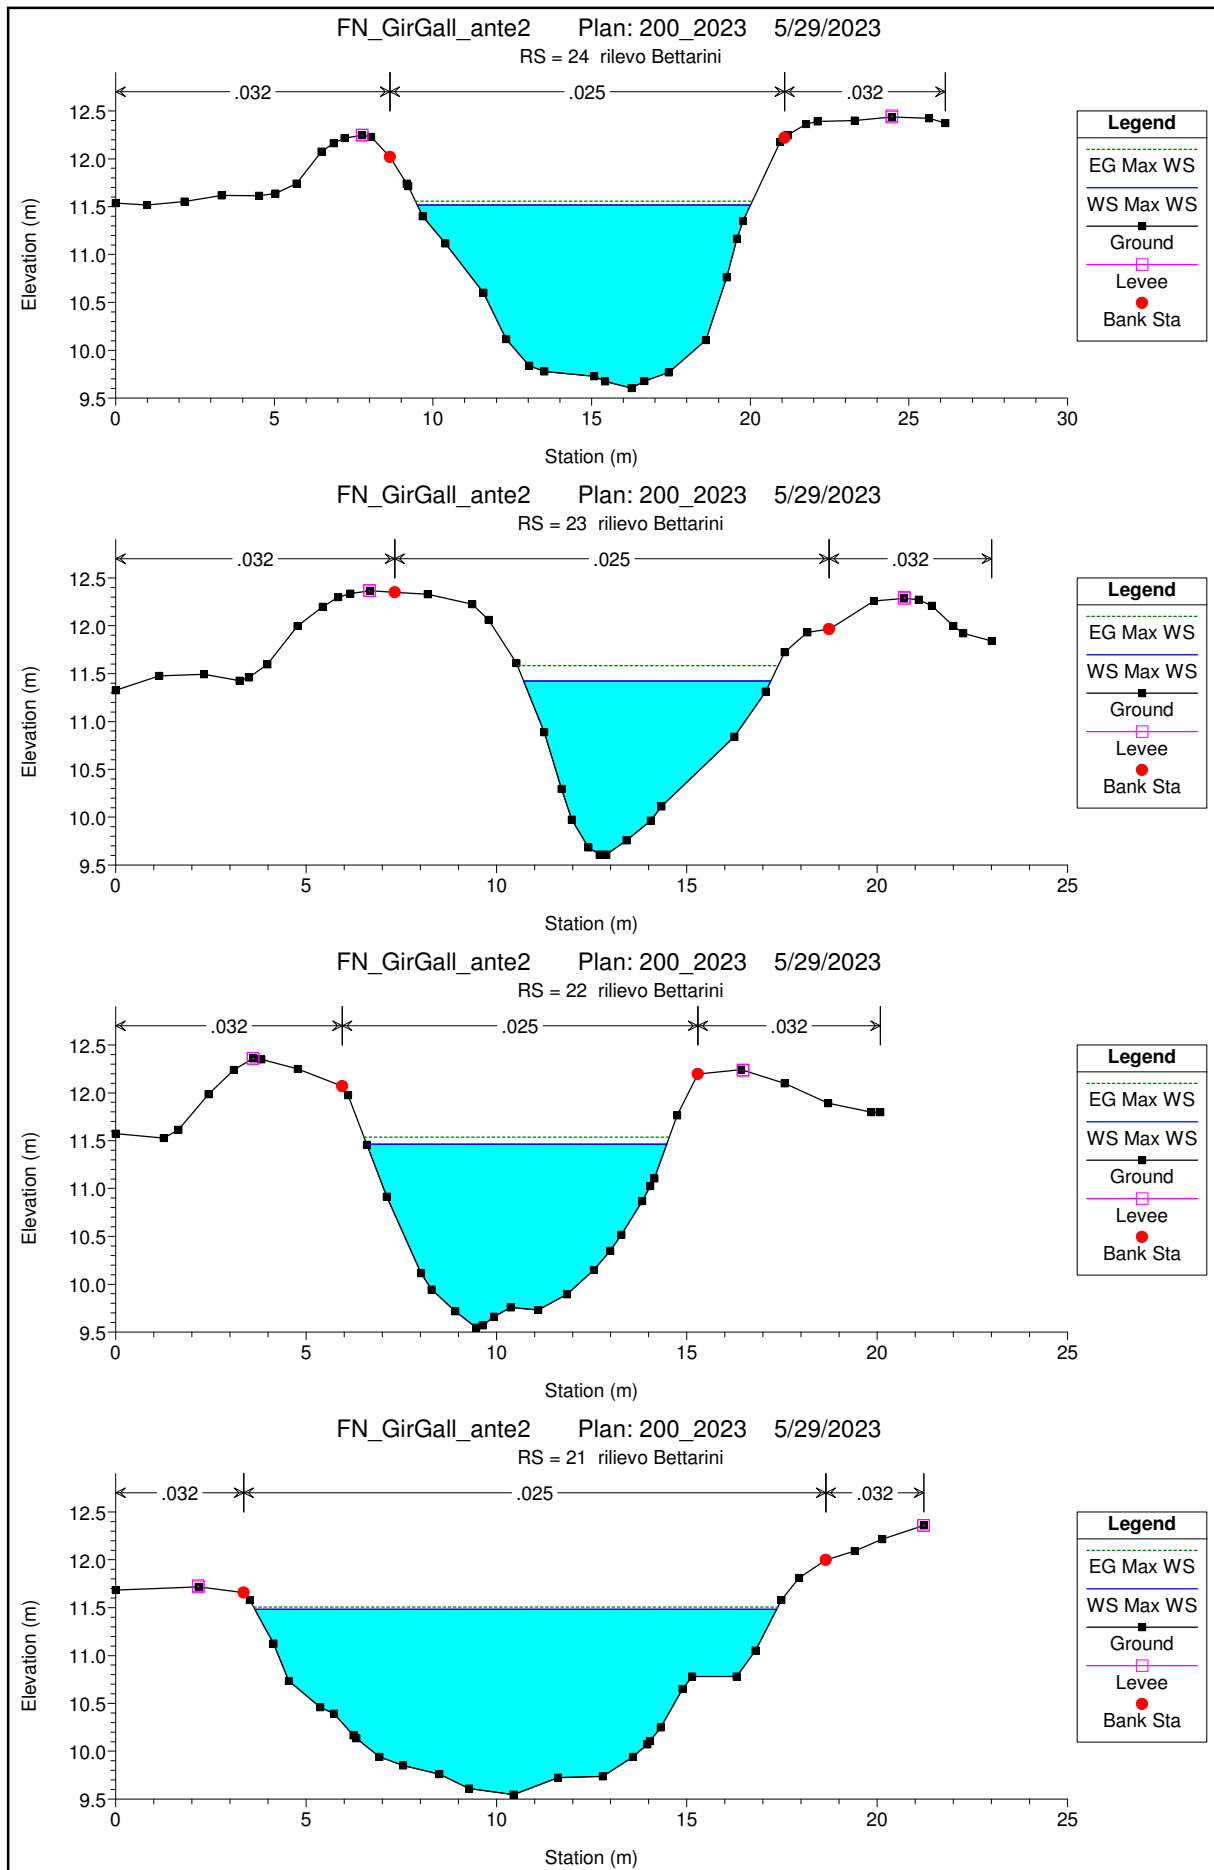 FN_GirGall_ante2 Plan: 200_2023 5/29/2023
RS = 24 rilevo Bettarini
.032 .025 .032
Elevation (m)
12.5
12.0
11.5
11.0
10.5
10.0
9.5
0 5 10 15 20 25 30
Station (m)
Legend
EG Max WS
WS Max WS
Ground
Levee
Bank Sta
FN_GirGall_ante2 Plan: 200_2023 5/29/2023
RS = 23 rilievo Bettarini
.032 .025 .032
Elevation (m)
12.5
12.0
11.5
11.0
10.5
10.0
9.5
0 5 10 15 20 25
Station (m)
Legend
EG Max WS
WS Max WS
Ground
Levee
Bank Sta
FN_GirGall_ante2 Plan: 200_2023 5/29/2023
RS = 22 rilievo Bettarini
.032 .025 .032
Elevation (m)
12.5
12.0
11.5
11.0
10.5
10.0
9.5
0 5 10 15 20 25
Station (m)
Legend
EG Max WS
WS Max WS
Ground
Levee
Bank Sta
FN_GirGall_ante2 Plan: 200_2023 5/29/2023
RS = 21 rilievo Bettarini
.032 .025 .032
Elevation (m)
12.5
12.0
11.5
11.0
10.5
10.0
9.5
0 5 10 15 20 25
Station (m)
Legend
EG Max WS
WS Max WS
Ground
Levee
Bank Sta